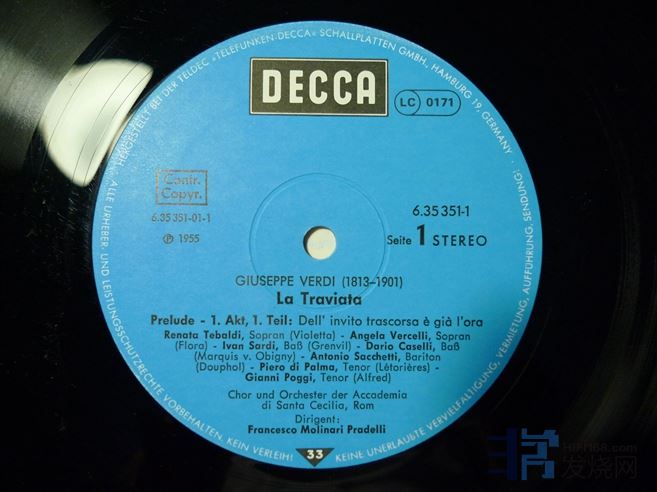 HERGESTELLT BEI DER TELDEC »TELEFUNKEN-DECCA« SCHALLPLATTEN GMBH, HAMBURG 19, GERMANY ·
DECCA
LC 0171
Contr.
Copyr.
6.35 351-01-1
℗ 1955
6.35 351-1
Seite 1 STEREO
GIUSEPPE VERDI (1813–1901)
La Traviata
Prelude - 1. Akt, 1. Teil: Dell' invito trascorsa è già l'ora
Renata Tebaldi, Sopran (Violetta) - Angela Vercelli, Sopran
(Flora) - Ivan Sardi, Baß (Grenvil) - Dario Caselli, Baß
(Marquis v. Obigny) - Antonio Sacchetti, Bariton
(Douphol) - Piero di Palma, Tenor (Létorières) -
Gianni Poggi, Tenor (Alfred)
Chor und Orchester der Accademia
di Santa Cecilia, Rom
Dirigent:
Francesco Molinari Pradelli
33
ALLE URHEBER- UND LEISTUNGSSCHUTZRECHTE VORBEHALTEN. KEIN VERLEIH! KEINE UNERLAUBTE VERVIELFÄLTIGUNG, VERMIETUNG, AUFFÜHRUNG, SENDUNG!
HIFI168.com
发烧网